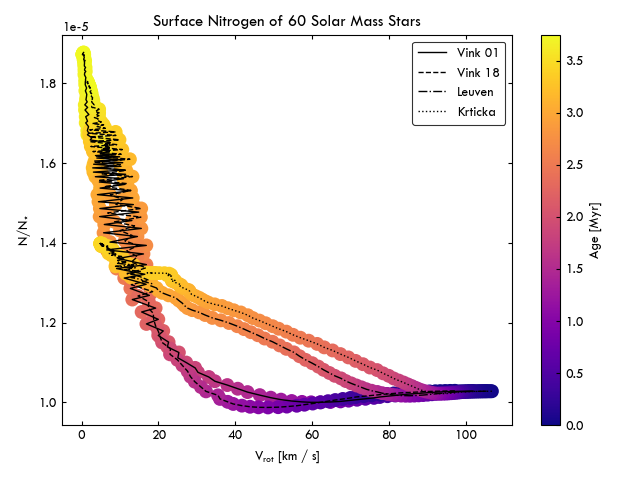 Surface Nitrogen of 60 Solar Mass Stars
1e-5
Vink 01
Vink 18
Leuven
Krticka
1.8
1.6
1.4
1.2
1.0
N/N⋆
0
20
40
60
80
100
V_rot [km / s]
3.5
3.0
2.5
2.0
1.5
1.0
0.5
0.0
Age [Myr]